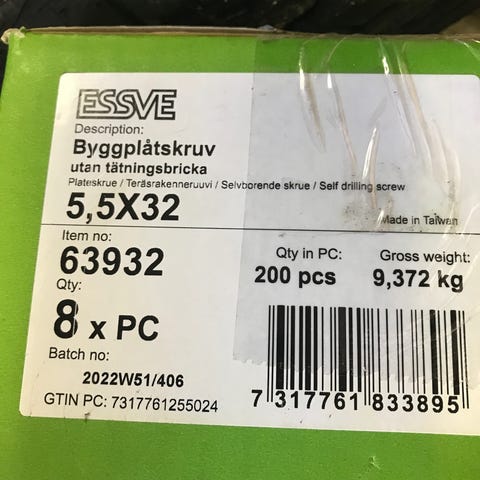 ESSVE
Description:
Byggplåtskruv
utan tätningsbricka
Plateskrue / Teräsrakenneruuvi / Selvborende skrue / Self drilling screw
5,5X32
Made in Taiwan
Item no:
63932
Qty in PC: Gross weight:
200 pcs 9,372 kg
Qty:
8 x PC
Batch no:
2022W51/406
GTIN PC: 7317761255024
7 317761 833895